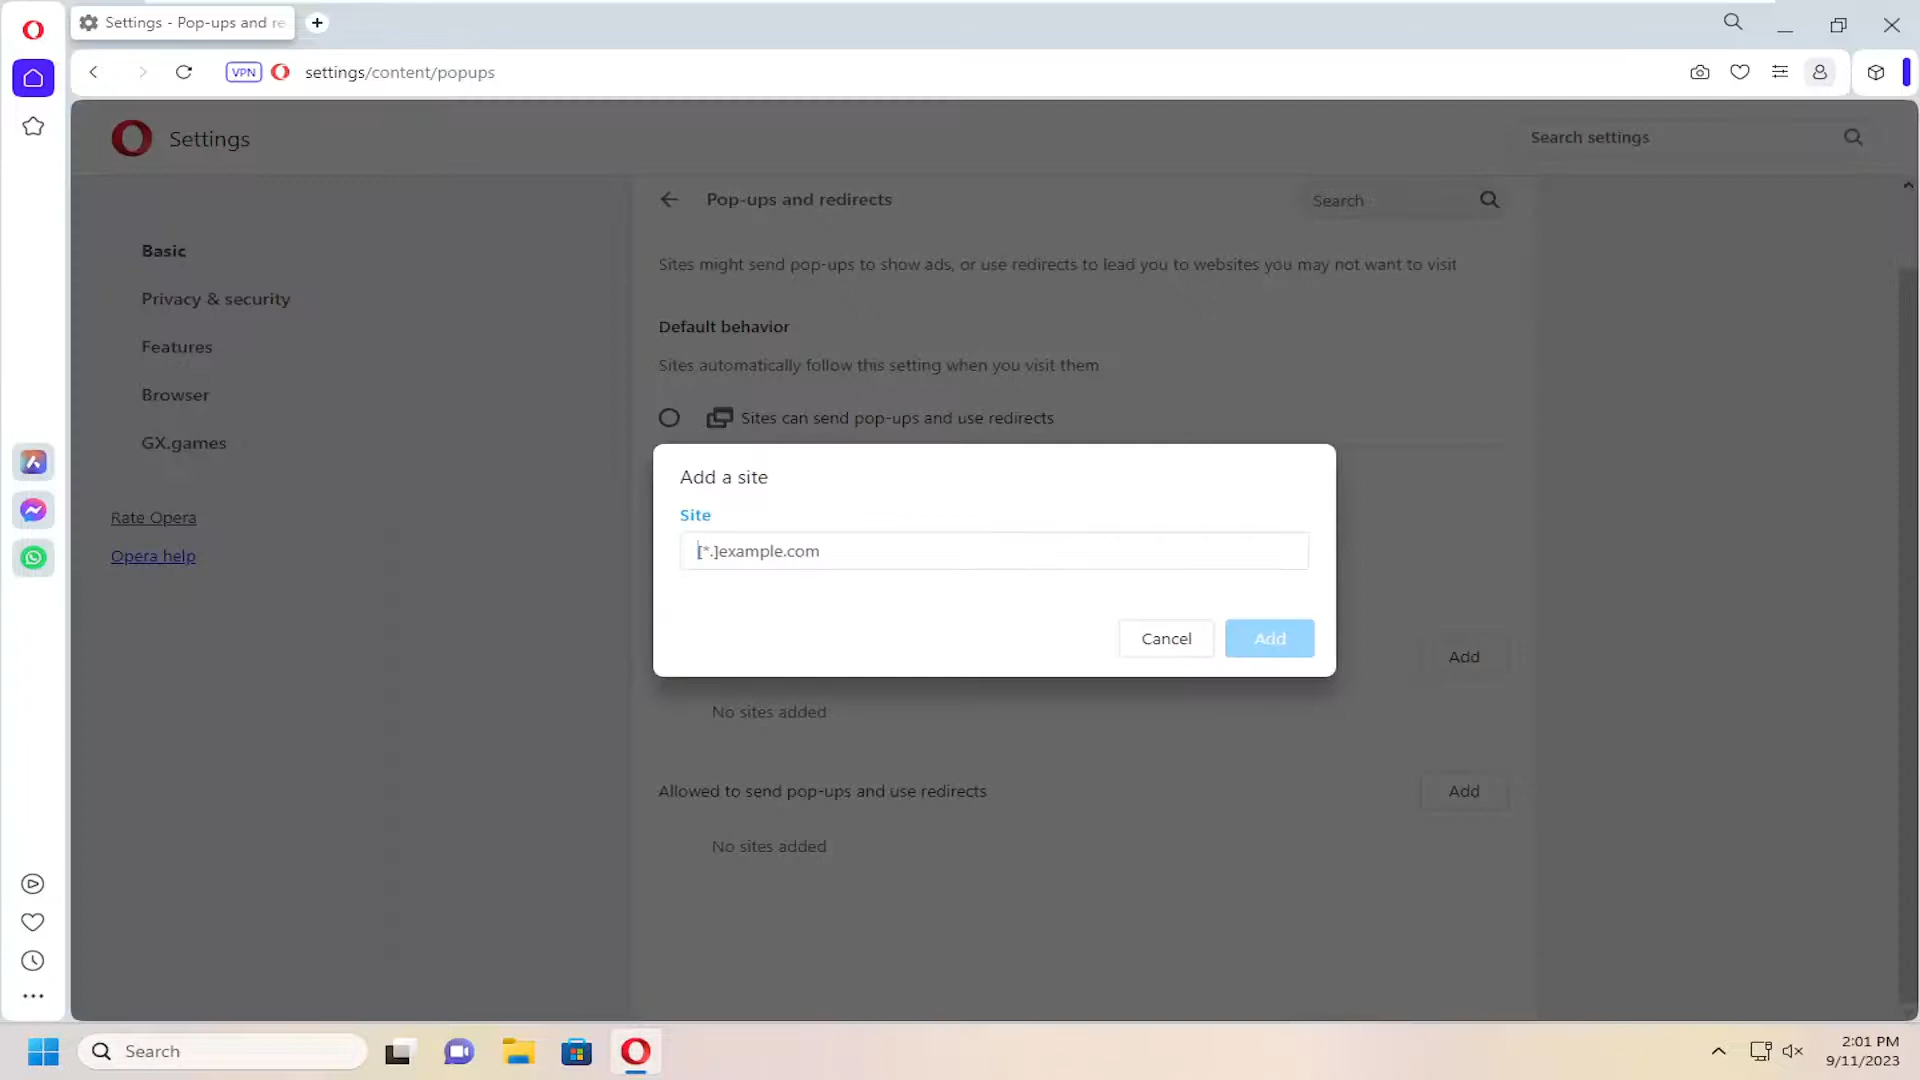 Settings - Pop-ups and re
VPN
settings/content/popups
Settings
Search settings
Pop-ups and redirects
Search
Sites might send pop-ups to show ads, or use redirects to lead you to websites you may not want to visit
Basic
Privacy & security
Features
Browser
GX.games
Rate Opera
Opera help
Default behavior
Sites automatically follow this setting when you visit them
Sites can send pop-ups and use redirects
Add a site
Site
[*.]example.com
Cancel
Add
Add
No sites added
Allowed to send pop-ups and use redirects
Add
No sites added
Search
2:01 PM
9/11/2023